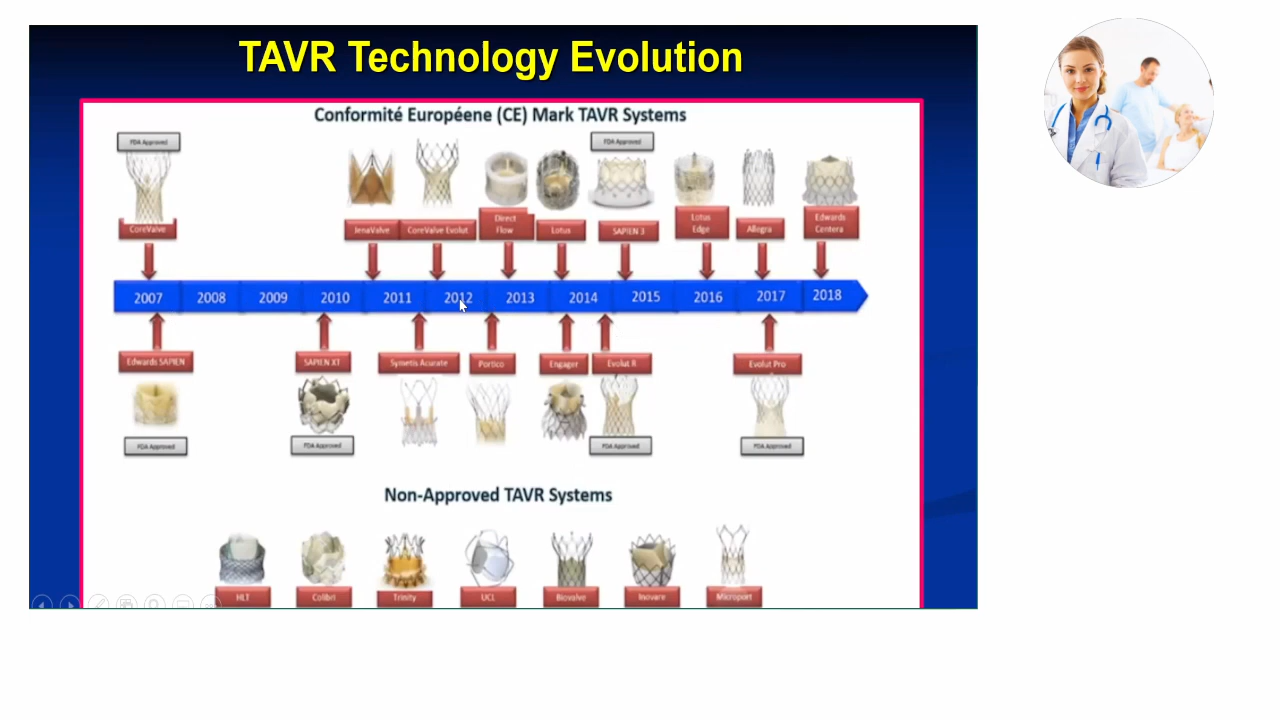 TAVR Technology Evolution
Conformité Européene (CE) Mark TAVR Systems
FDA Approved
FDA Approved
CoreValve
JenaValve
CoreValve Evolut
Direct
Flow
Lotus
SAPIEN 3
Lotus
Edge
Allegra
Edwards
Centera
2007 2008 2009 2010 2011 2012 2013 2014 2015 2016 2017 2018
Edwards SAPIEN
SAPIEN XT
Symetis Acurate
Portico
Engager
Evolut R
Evolut Pro
FDA Approved
FDA Approved
FDA Approved
FDA Approved
Non-Approved TAVR Systems
HLT
Colibri
Trinity
UCL
Biovalve
Inovare
Microport